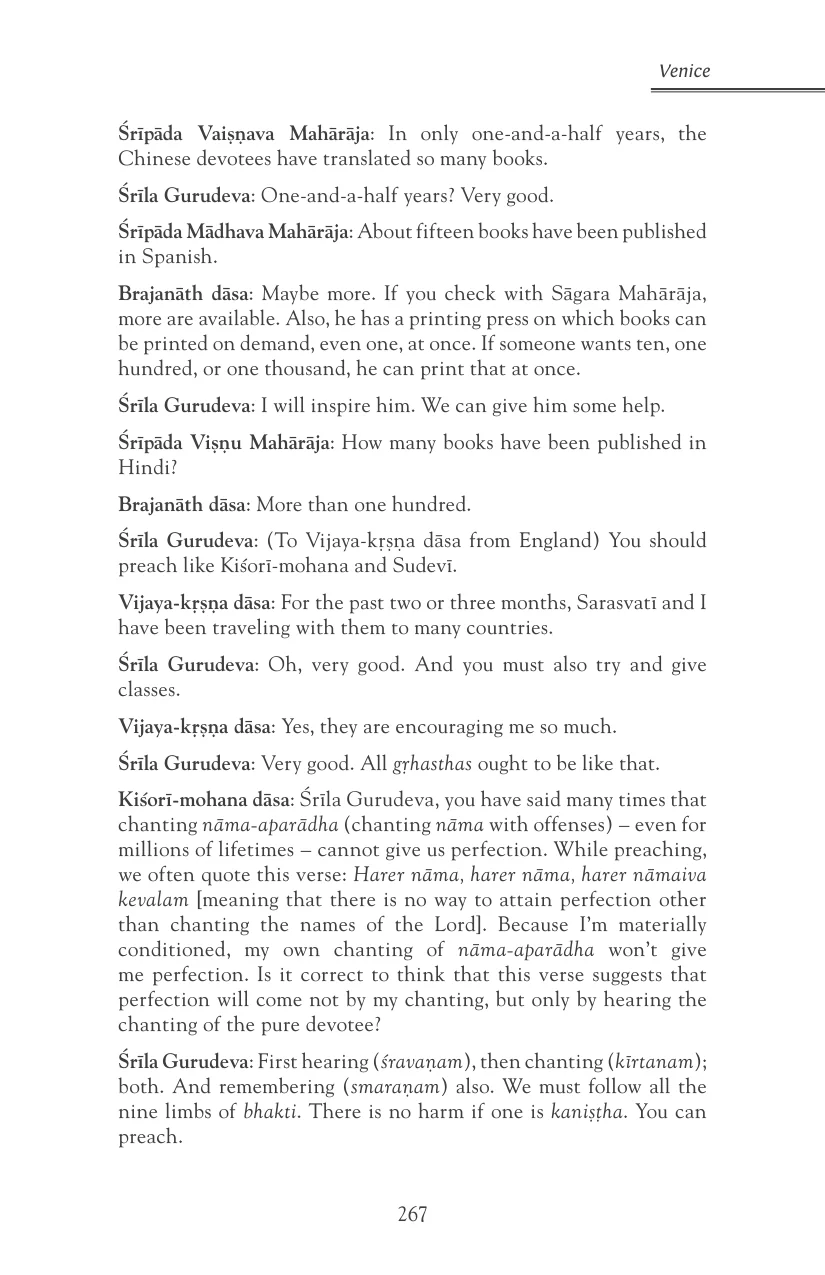 Venice
Śrīpāda Vaiṣṇava Mahārāja: In only one-and-a-half years, the
Chinese devotees have translated so many books.
Śrīla Gurudeva: One-and-a-half years? Very good.
Śrīpāda Mādhava Mahārāja: About fifteen books have been published
in Spanish.
Brajanāth dāsa: Maybe more. If you check with Sāgara Mahārāja,
more are available. Also, he has a printing press on which books can
be printed on demand, even one, at once. If someone wants ten, one
hundred, or one thousand, he can print that at once.
Śrīla Gurudeva: I will inspire him. We can give him some help.
Śrīpāda Viṣṇu Mahārāja: How many books have been published in
Hindi?
Brajanāth dāsa: More than one hundred.
Śrīla Gurudeva: (To Vijaya-kṛṣṇa dāsa from England) You should
preach like Kiśorī-mohana and Sudevī.
Vijaya-kṛṣṇa dāsa: For the past two or three months, Sarasvatī and I
have been traveling with them to many countries.
Śrīla Gurudeva: Oh, very good. And you must also try and give
classes.
Vijaya-kṛṣṇa dāsa: Yes, they are encouraging me so much.
Śrīla Gurudeva: Very good. All gṛhasthas ought to be like that.
Kiśorī-mohana dāsa: Śrīla Gurudeva, you have said many times that
chanting nāma-aparādha (chanting nāma with offenses) – even for
millions of lifetimes – cannot give us perfection. While preaching,
we often quote this verse: Harer nāma, harer nāma, harer nāmaiva
kevalam [meaning that there is no way to attain perfection other
than chanting the names of the Lord]. Because I'm materially
conditioned, my own chanting of nāma-aparādha won't give
me perfection. Is it correct to think that this verse suggests that
perfection will come not by my chanting, but only by hearing the
chanting of the pure devotee?
Śrīla Gurudeva: First hearing (śravaṇam), then chanting (kīrtanam);
both. And remembering (smaraṇam) also. We must follow all the
nine limbs of bhakti. There is no harm if one is kaniṣṭha. You can
preach.
267